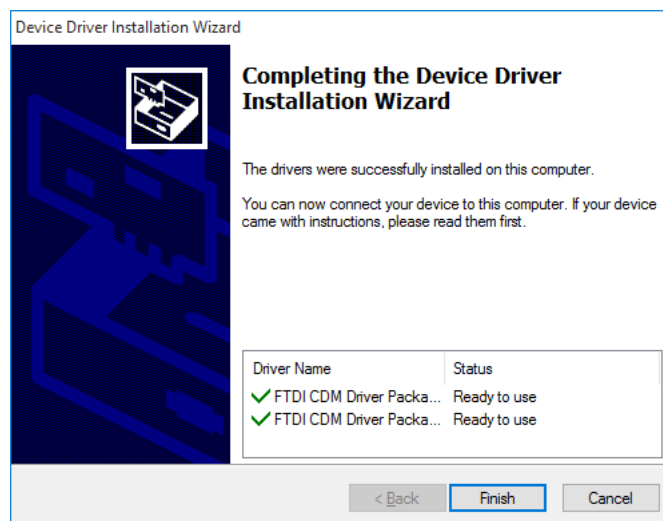 Device Driver Installation Wizard
Completing the Device Driver
Installation Wizard
The drivers were successfully installed on this computer.
You can now connect your device to this computer. If your device
came with instructions, please read them first.
Driver Name Status
FTDI CDM Driver Packa... Ready to use
FTDI CDM Driver Packa... Ready to use
< Back Finish Cancel